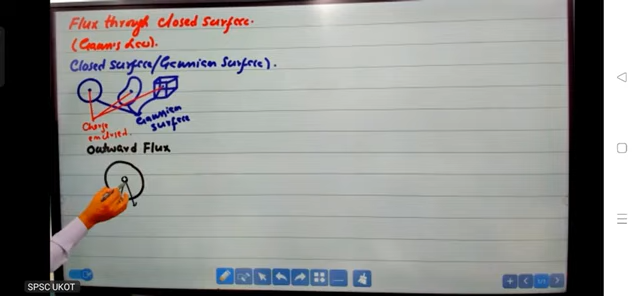 Flux through closed surface.
(Gauss's Law).
Closed surface/Gaussian Surface).
Charge
enclosed.
Gaussian
surface
Outward Flux
SPSC UKOT